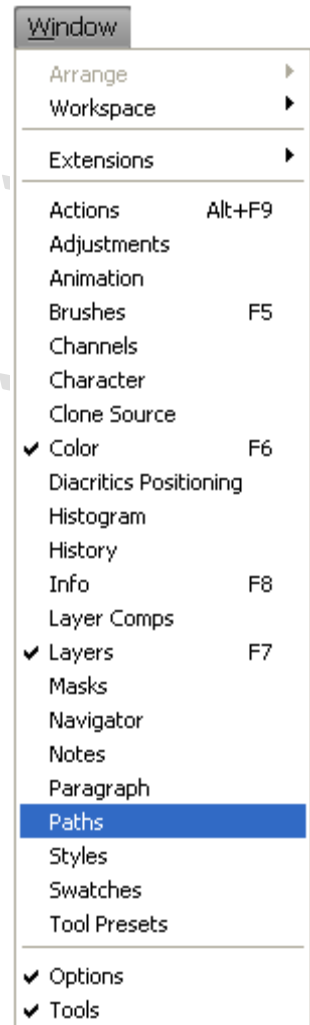 Window
Arrange
Workspace
Extensions
Actions Alt+F9
Adjustments
Animation
Brushes F5
Channels
Character
Clone Source
Color F6
Diacritics Positioning
Histogram
History
Info F8
Layer Comps
Layers F7
Masks
Navigator
Notes
Paragraph
Paths
Styles
Swatches
Tool Presets
Options
Tools